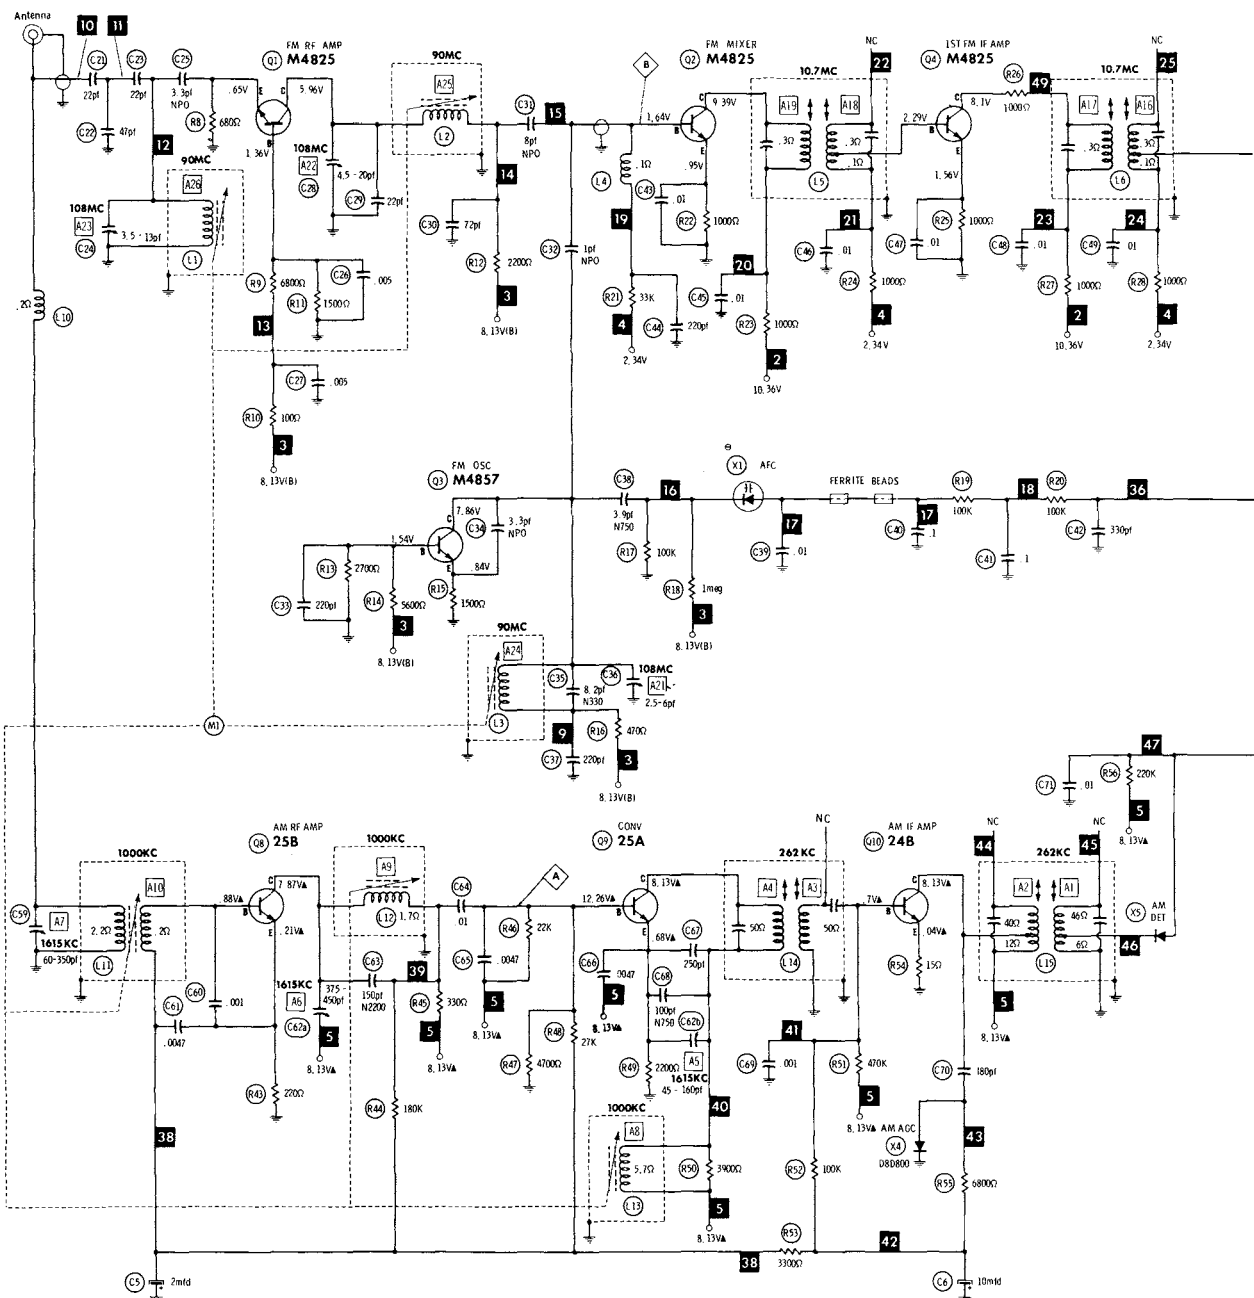 Antenna
10
11
C21
22pf
C23
22pf
C25
3.3pf
NPO
C22
47pf
12
R8
680Ω
.65V
E
C
B
FM RF AMP
Q1 M4825
5.96V
1.36V
90MC
A25
L2
108MC
A22
C28
4.5-20pf
C29
22pf
C31
8pf
NPO
15
14
C30
72pf
R12
2200Ω
3
8.13V(B)
90MC
A26
L1
108MC
A23
C24
3.5-13pf
.2Ω
L10
R9
6800Ω
R11
1500Ω
C26
.005
13
C27
.005
R10
100Ω
3
8.13V(B)
B
FM MIXER
Q2 M4825
C
9.39V
1.64V
B
E
.95V
L4
.1Ω
19
C43
.01
R22
1000Ω
C32
1pf
NPO
R21
33K
4
2.34V
C44
220pf
20
C45
.01
R23
1000Ω
2
10.36V
10.7MC
NC
22
A19
A18
.3Ω
.3Ω
.1Ω
L5
21
C46
.01
R24
1000Ω
4
2.34V
1ST FM IF AMP
Q4 M4825
R26
1000Ω
49
C
8.1V
2.29V
B
E
1.56V
C47
.01
R25
1000Ω
10.7MC
NC
25
A17
A16
.3Ω
.3Ω
.1Ω
L6
23
24
C48
.01
C49
.01
R27
1000Ω
R28
1000Ω
2
10.36V
4
2.34V
FM OSC
Q3 M4857
C
7.86V
C34
3.3pf
NPO
1.54V
B
E
.84V
R13
2700Ω
C33
220pf
R14
5600Ω
R15
1500Ω
3
8.13V(B)
C38
3.9pf
N750
16
X1 AFC
R17
100K
R18
1meg
3
8.13V(B)
17
C39
.01
FERRITE BEADS
17
C40
.1
R19
100K
18
R20
100K
36
C41
.1
C42
330pf
90MC
A24
L3
C35
8.2pf
N330
C36
108MC
A21
2.5-6pf
9
R16
470Ω
C37
220pf
3
8.13V(B)
M1
47
C71
.01
R56
220K
5
8.13V
1000KC
A10
C59
A7
1615KC
60-350pf
2.2Ω
.2Ω
L11
C61
.0047
C60
.001
38
AM RF AMP
Q8 25B
C
7.87V▲
.88V▲
B
E
.21V▲
R43
220Ω
1000KC
A9
L12
1.7Ω
1615KC
A6
C62a
375-
450pf
5
8.13V▲
C63
150pf
N2200
39
R45
330Ω
5
8.13V▲
R44
180K
C64
.01
A
C65
.0047
R46
22K
5
8.13V▲
R47
4700Ω
R48
27K
CONV
Q9 25A
C
8.13V▲
12.26V▲
B
E
.68V▲
C66
.0047
5
8.13V▲
C67
250pf
C68
100pf
N750
C62b
A5
1615KC
45-160pf
R49
2200Ω
40
1000KC
A8
5.7Ω
L13
R50
3900Ω
5
8.13V▲
262KC
NC
A4
A3
50Ω
50Ω
L14
41
C69
.001
R51
470K
5
8.13V▲
R52
100K
AM IF AMP
Q10 24B
C
8.13V▲
.7V▲
B
E
.04V▲
R54
15Ω
C70
180pf
AM AGC
X4
D8D800
43
R55
6800Ω
NC
44
NC
45
262KC
A2
A1
40Ω
46Ω
12Ω
6Ω
L15
5
8.13V▲
X5 AM
DET
46
38
R53
3300Ω
42
C5
2mfd
C6
10mfd